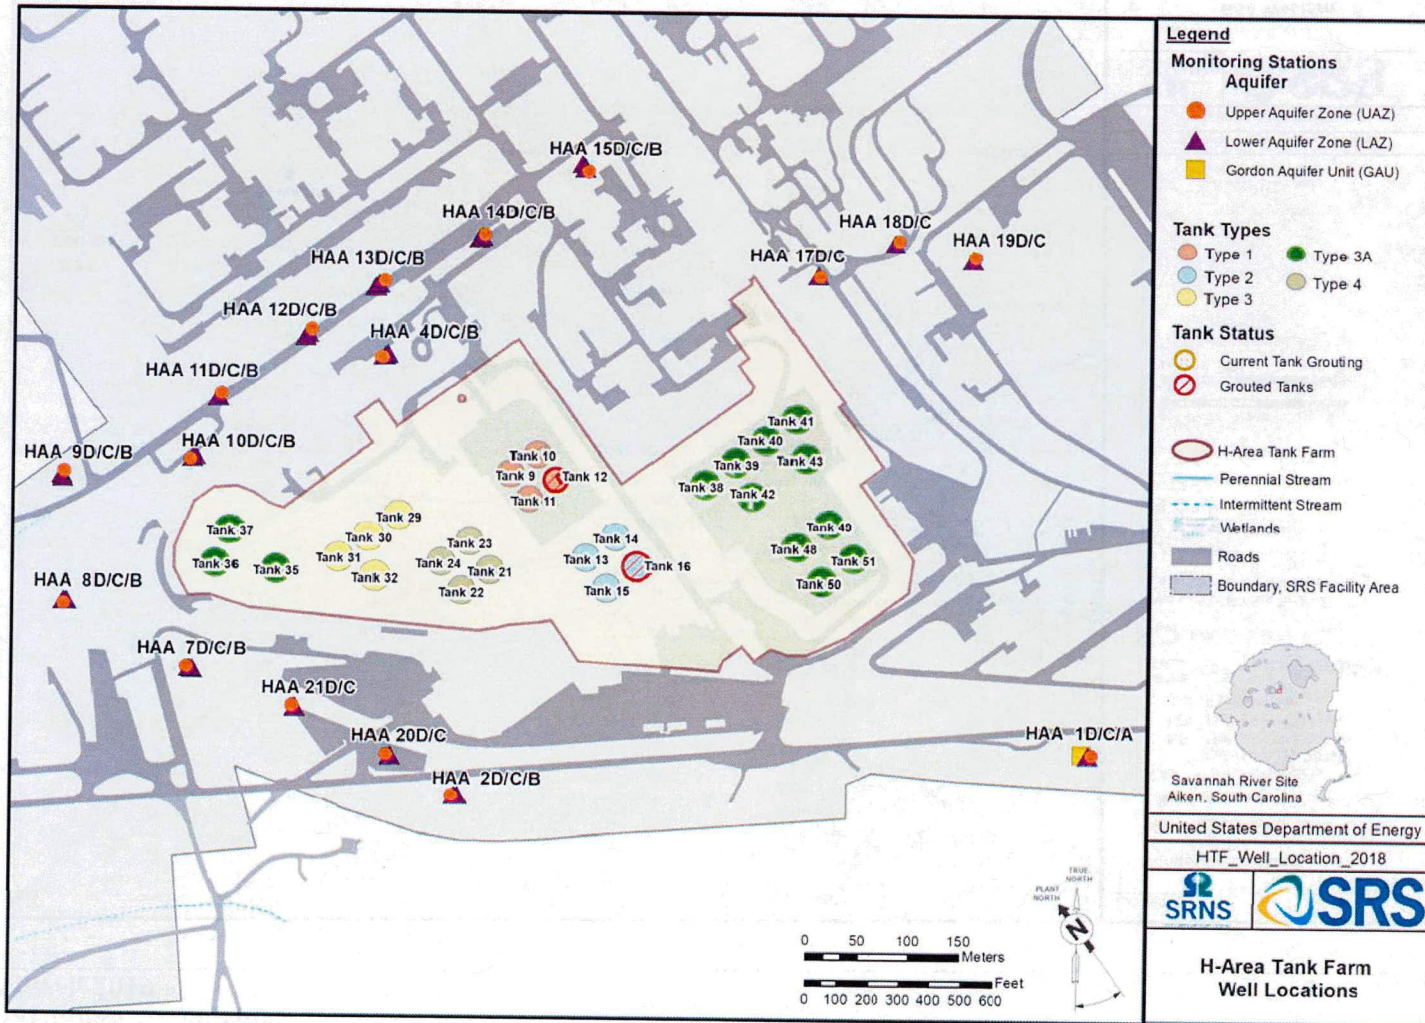 HAA 15D/C/B
HAA 14D/C/B
HAA 18D/C
HAA 19D/C
HAA 13D/C/B
HAA 17D/C
HAA 12D/C/B
HAA 4D/C/B
HAA 11D/C/B
HAA 9D/C/B
HAA 10D/C/B
Tank 41
Tank 40
Tank 10
Tank 39
Tank 43
Tank 9
Tank 12
Tank 38
Tank 42
Tank 11
Tank 29
Tank 37
Tank 49
Tank 30
Tank 23
Tank 14
Tank 48
Tank 31
Tank 24
Tank 13
Tank 51
Tank 36
Tank 35
Tank 32
Tank 21
Tank 16
Tank 22
Tank 15
Tank 50
HAA 8D/C/B
HAA 7D/C/B
HAA 21D/C
HAA 20D/C
HAA 1D/C/A
HAA 2D/C/B
TRUE NORTH
PLANT NORTH
N
0 50 100 150
Meters
Feet
0 100 200 300 400 500 600
Legend
Monitoring Stations
Aquifer
Upper Aquifer Zone (UAZ)
Lower Aquifer Zone (LAZ)
Gordon Aquifer Unit (GAU)
Tank Types
Type 1
Type 3A
Type 2
Type 4
Type 3
Tank Status
Current Tank Grouting
Grouted Tanks
H-Area Tank Farm
Perennial Stream
Intermittent Stream
Wetlands
Roads
Boundary, SRS Facility Area
Savannah River Site
Aiken, South Carolina
United States Department of Energy
HTF_Well_Location_2018
SRNS
SRS
H-Area Tank Farm
Well Locations